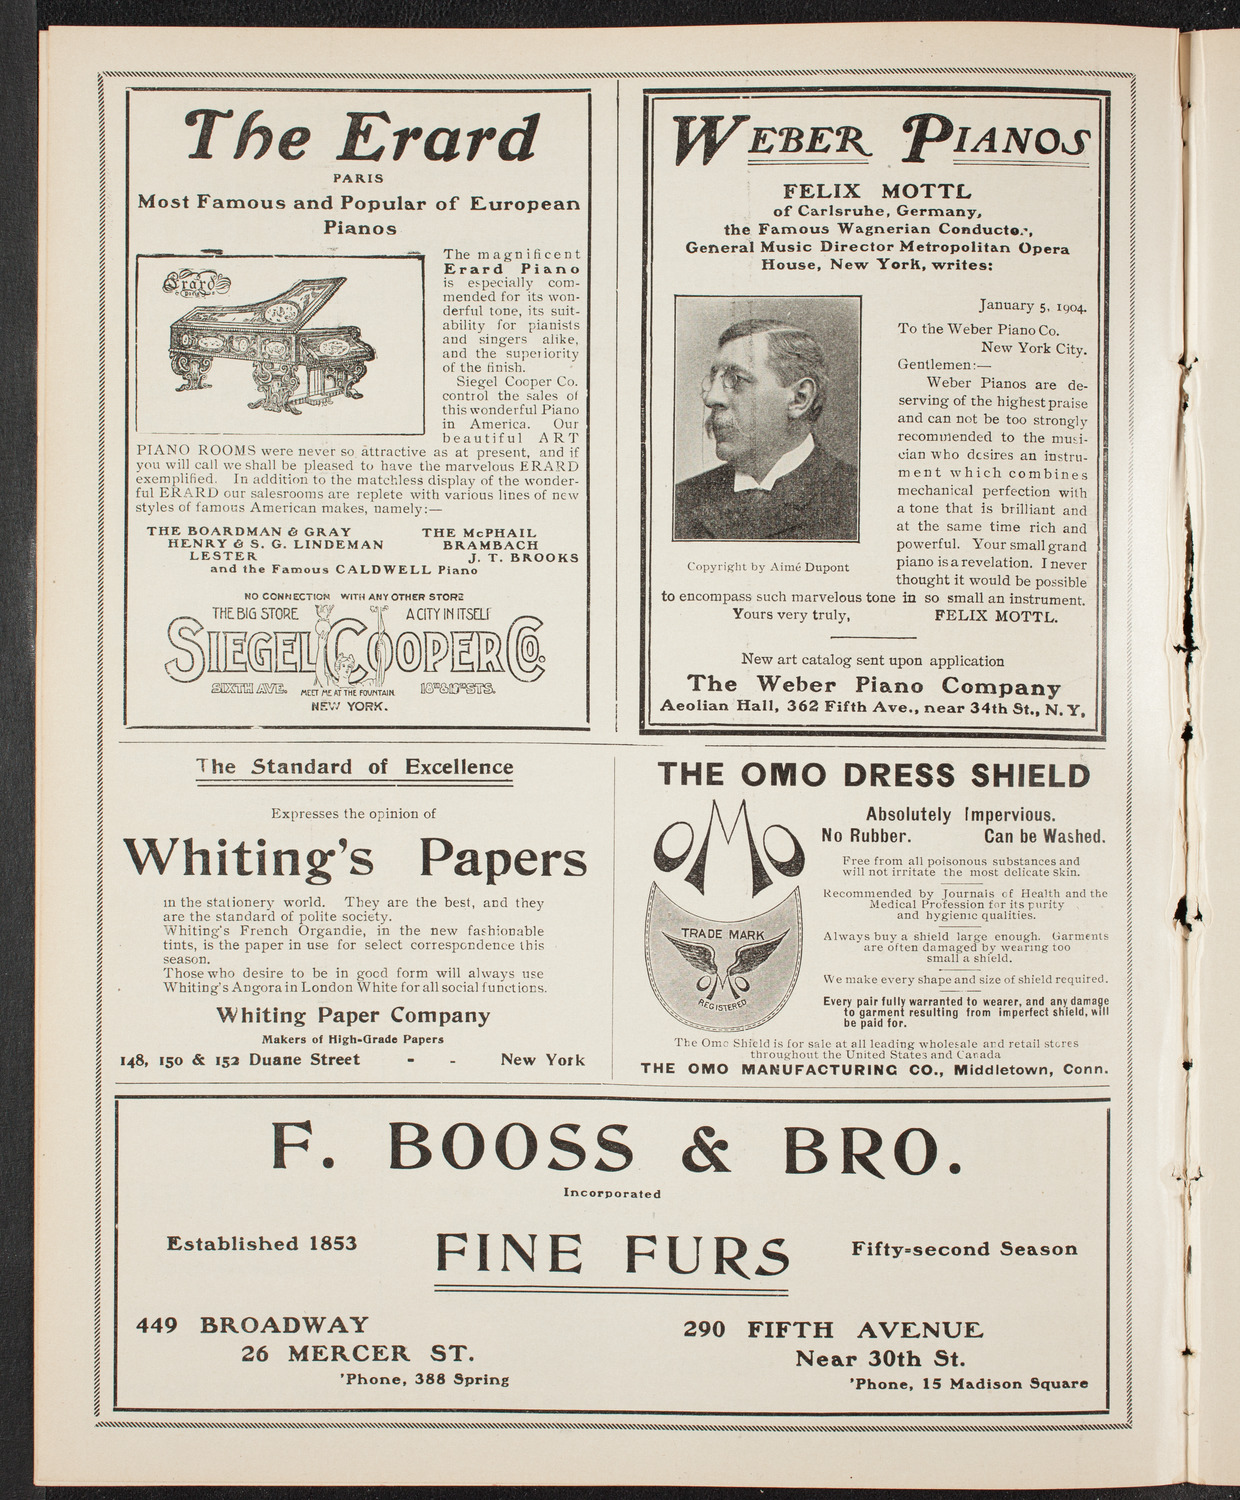 The Erard
PARIS
Most Famous and Popular of European
Pianos
Erard
PARIS
The magnificent
Erard Piano
is especially com-
mended for its won-
derful tone, its suit-
ability for pianists
and singers alike,
and the superiority
of the finish.
Siegel Cooper Co.
control the sales of
this wonderful Piano
in America. Our
beautiful ART
PIANO ROOMS were never so attractive as at present, and if
you will call we shall be pleased to have the marvelous ERARD
exemplified. In addition to the matchless display of the wonder-
ful ERARD our salesrooms are replete with various lines of new
styles of famous American makes, namely:—
THE BOARDMAN & GRAY THE McPHAIL
HENRY & S. G. LINDEMAN BRAMBACH
LESTER J. T. BROOKS
and the Famous CALDWELL Piano
NO CONNECTION WITH ANY OTHER STORE
THE BIG STORE A CITY IN ITSELF
SIEGEL COOPER CO.
SIXTH AVE. MEET ME AT THE FOUNTAIN 18TH & 19TH STS.
NEW YORK.
WEBER PIANOS
FELIX MOTTL
of Carlsruhe, Germany,
the Famous Wagnerian Conductor,
General Music Director Metropolitan Opera
House, New York, writes:
January 5, 1904.
To the Weber Piano Co.
New York City.
Gentlemen:—
Weber Pianos are de-
serving of the highest praise
and can not be too strongly
recommended to the musi-
cian who desires an instru-
ment which combines
mechanical perfection with
a tone that is brilliant and
at the same time rich and
powerful. Your small grand
piano is a revelation. I never
thought it would be possible
Copyright by Aimé Dupont
to encompass such marvelous tone in so small an instrument.
Yours very truly, FELIX MOTTL.
New art catalog sent upon application
The Weber Piano Company
Aeolian Hall, 362 Fifth Ave., near 34th St., N. Y,
The Standard of Excellence
Expresses the opinion of
Whiting's Papers
in the stationery world. They are the best, and they
are the standard of polite society.
Whiting's French Organdie, in the new fashionable
tints, is the paper in use for select correspondence this
season.
Those who desire to be in good form will always use
Whiting's Angora in London White for all social functions.
Whiting Paper Company
Makers of High-Grade Papers
148, 150 & 152 Duane Street - - New York
THE OMO DRESS SHIELD
OMO
TRADE MARK
OMO
REGISTERED
Absolutely Impervious.
No Rubber. Can be Washed.
Free from all poisonous substances and
will not irritate the most delicate skin.
Recommended by Journals of Health and the
Medical Profession for its purity
and hygienic qualities.
Always buy a shield large enough. Garments
are often damaged by wearing too
small a shield.
We make every shape and size of shield required.
Every pair fully warranted to wearer, and any damage
to garment resulting from imperfect shield, will
be paid for.
The Omo Shield is for sale at all leading wholesale and retail stores
throughout the United States and Canada
THE OMO MANUFACTURING CO., Middletown, Conn.
F. BOOSS & BRO.
Incorporated
Established 1853 FINE FURS Fifty-second Season
449 BROADWAY
26 MERCER ST.
'Phone, 388 Spring
290 FIFTH AVENUE
Near 30th St.
'Phone, 15 Madison Square